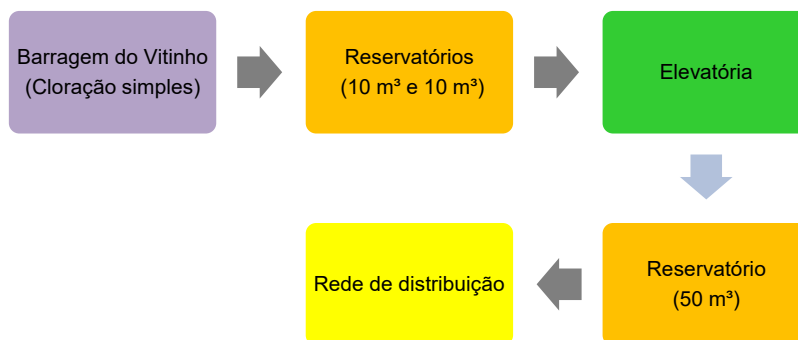 Barragem do Vitinho
(Cloração simples)
Reservatórios
(10 m³ e 10 m³)
Elevatória
Reservatório
(50 m³)
Rede de distribuição